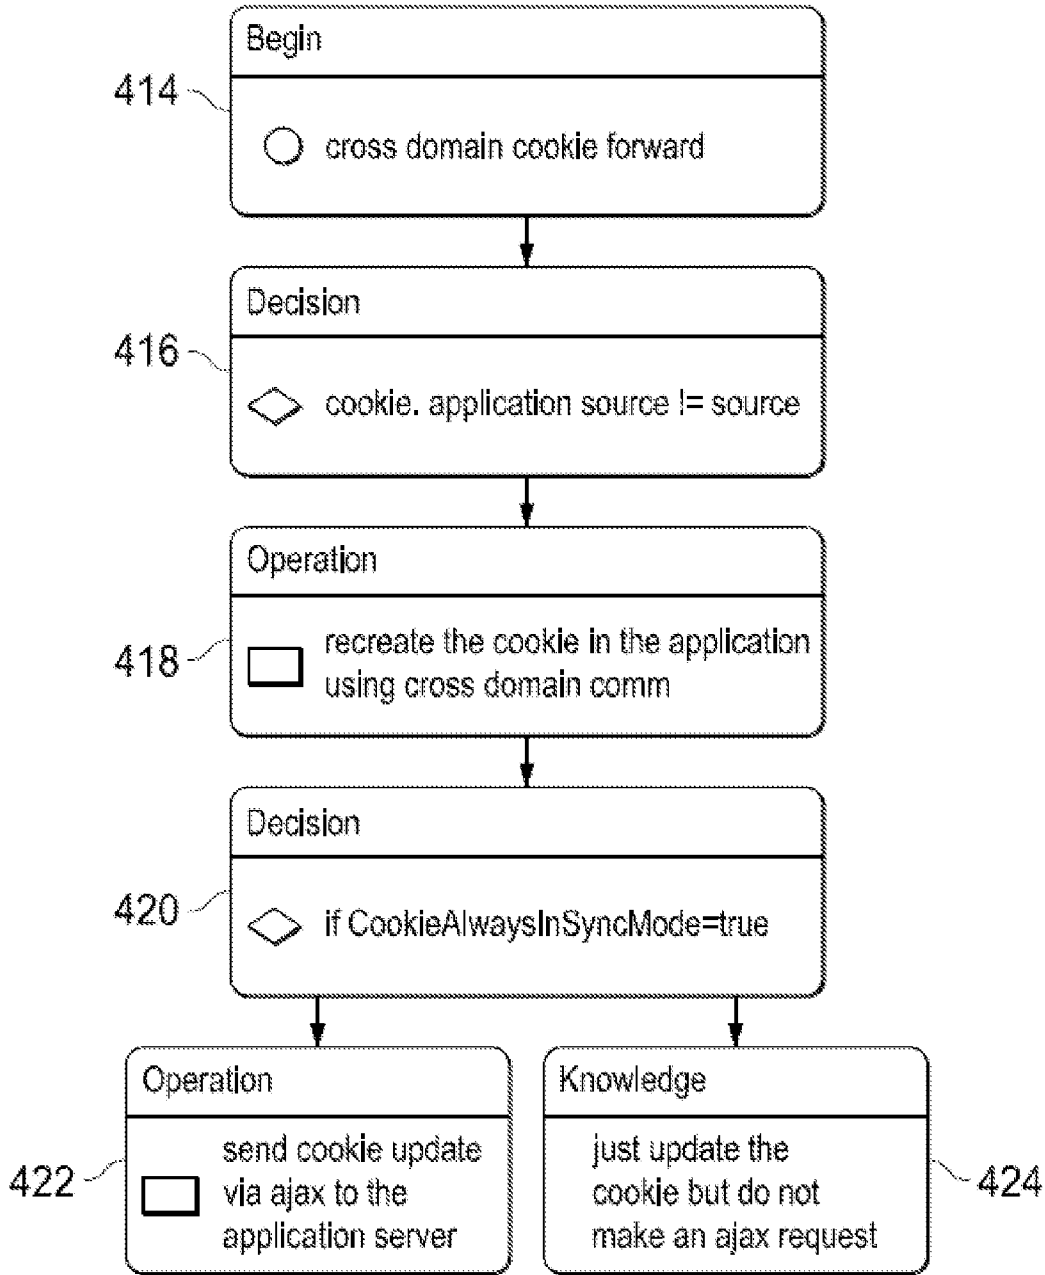 Begin
414
cross domain cookie forward
Decision
416
cookie. application source != source
Operation
418
recreate the cookie in the application
using cross domain comm
Decision
420
if CookieAlwaysInSyncMode=true
Operation
422
send cookie update
via ajax to the
application server
Knowledge
just update the
cookie but do not
make an ajax request
424